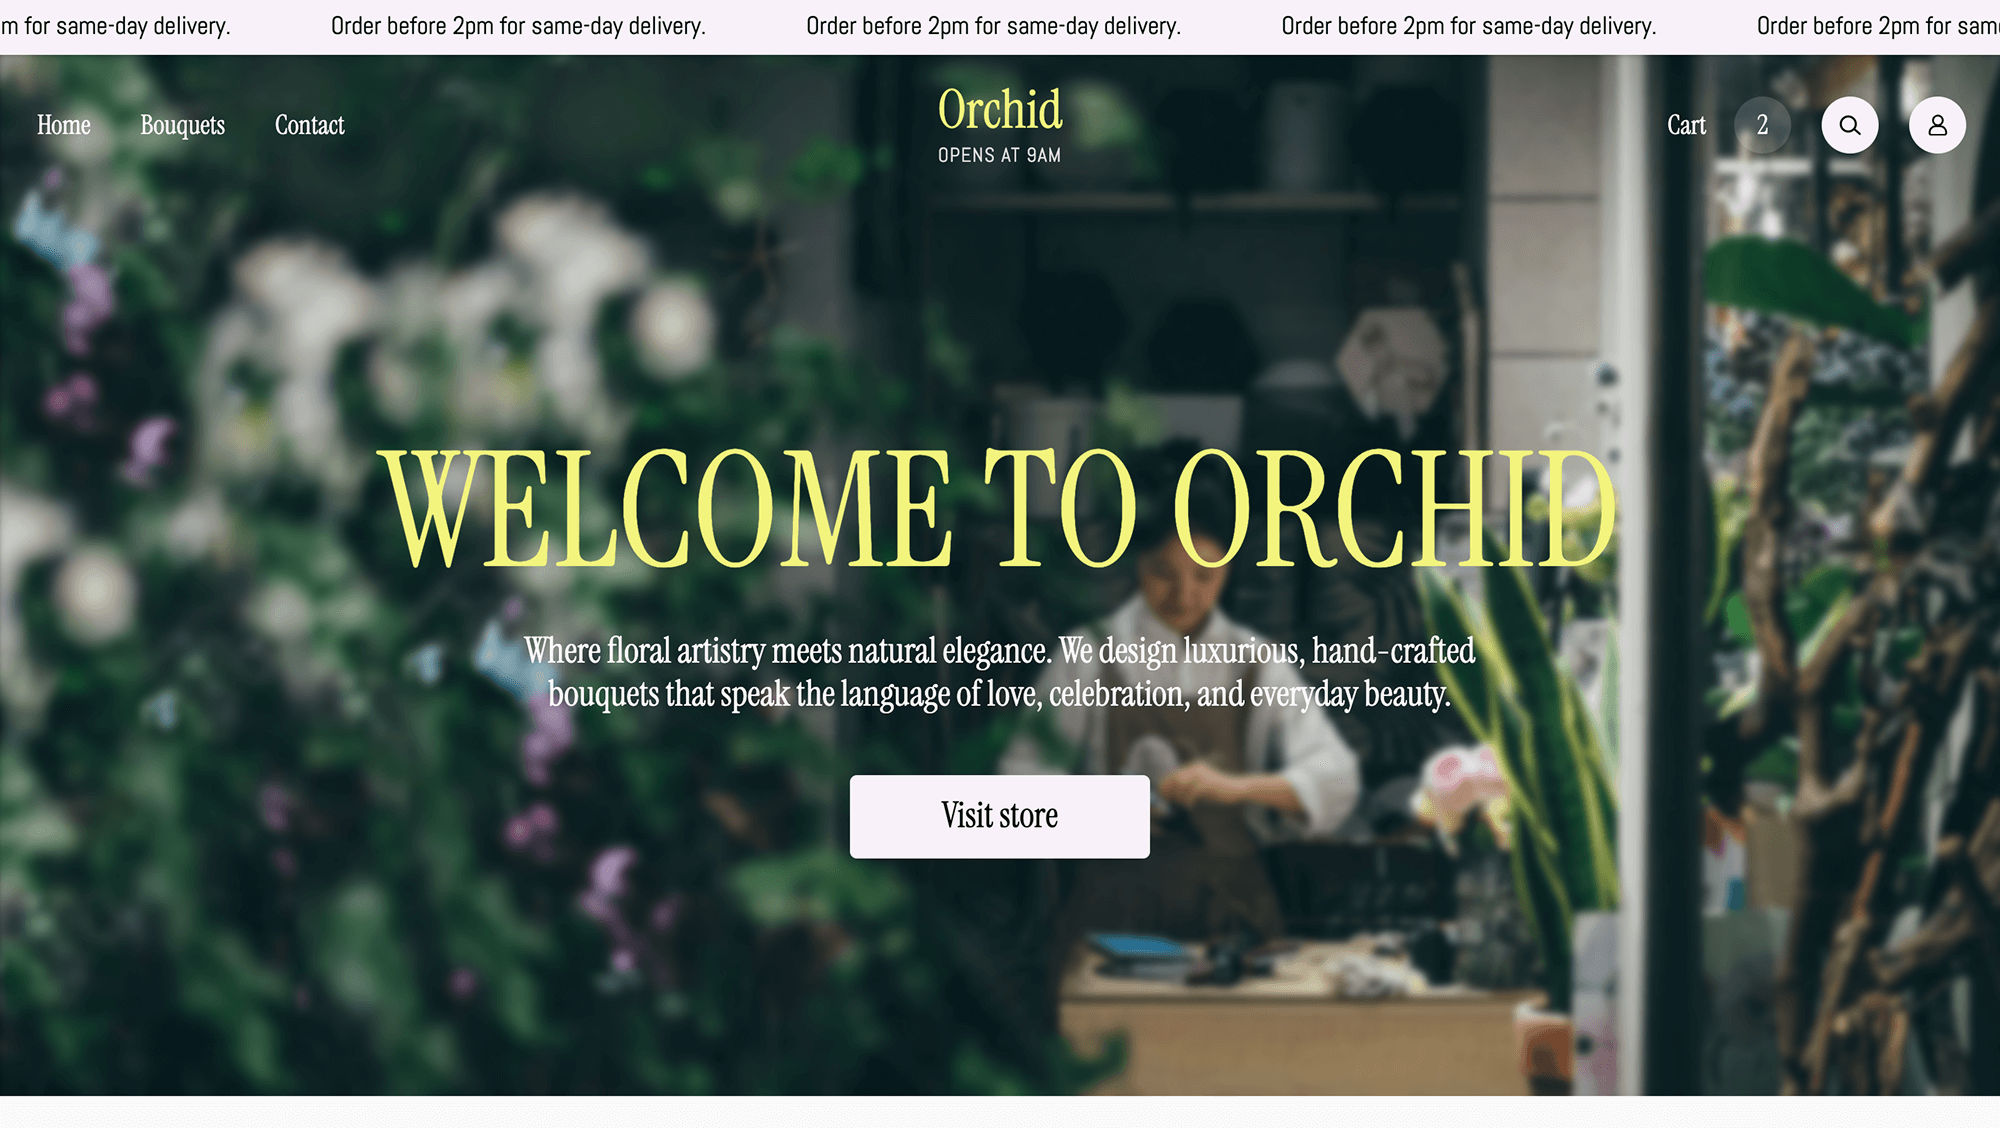 m for same-day delivery. Order before 2pm for same-day delivery. Order before 2pm for same-day delivery. Order before 2pm for same-day delivery. Order before 2pm for sam
Home Bouquets Contact
Orchid
OPENS AT 9AM
Cart 2
WELCOME TO ORCHID
Where floral artistry meets natural elegance. We design luxurious, hand-crafted
bouquets that speak the language of love, celebration, and everyday beauty.
Visit store